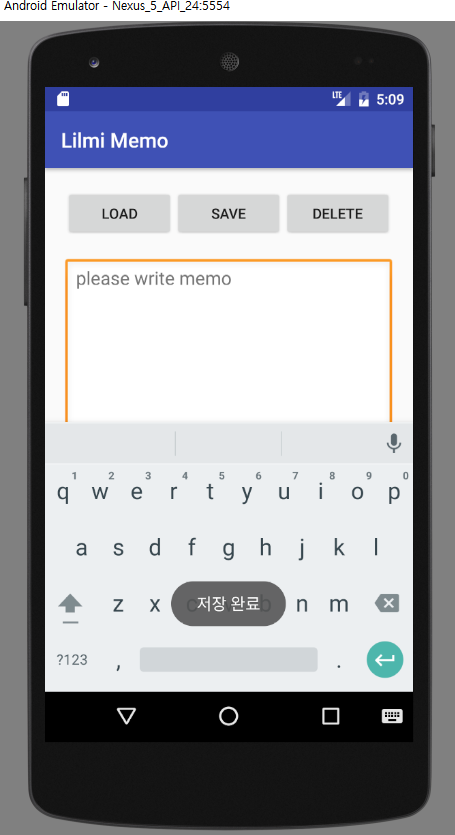 Android Emulator - Nexus_5_API_24:5554
LTE 5:09
Lilmi Memo
LOAD SAVE DELETE
please write memo
1 2 3 4 5 6 7 8 9 0
q w e r t y u i o p
a s d f g h j k l
z x 저장 완료 n m
?123 , .